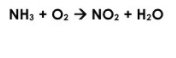 NH₃ + O₂ → NO₂ + H₂O